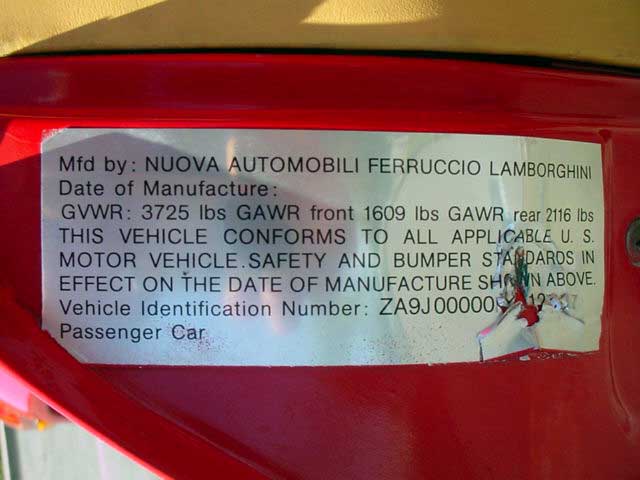 Mfd by: NUOVA AUTOMOBILI FERRUCCIO LAMBORGHINI
Date of Manufacture:
GVWR: 3725 lbs GAWR front 1609 lbs GAWR rear 2116 lbs
THIS VEHICLE CONFORMS TO ALL APPLICABLE U. S.
MOTOR VEHICLE.SAFETY AND BUMPER STANDARDS IN
EFFECT ON THE DATE OF MANUFACTURE SHOWN ABOVE.
Vehicle Identification Number:
Passenger Car